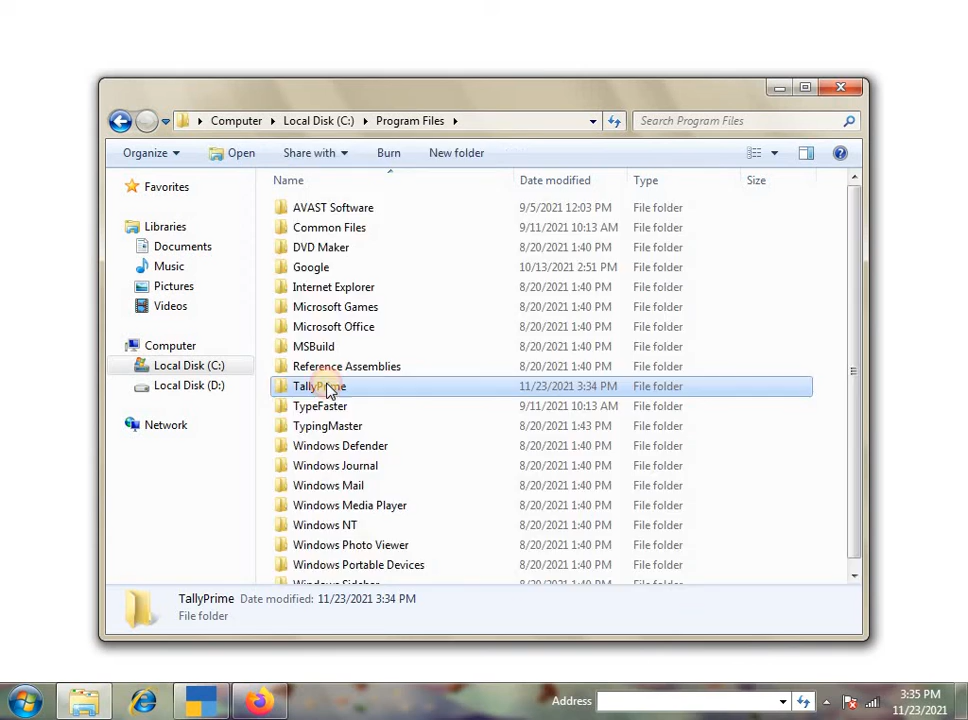 Computer Local Disk (C:) Program Files Search Program Files
Organize Open Share with Burn New folder
Name Date modified Type Size
Favorites
Libraries
Documents
Music
Pictures
Videos
Computer
Local Disk (C:)
Local Disk (D:)
Network
AVAST Software 9/5/2021 12:03 PM File folder
Common Files 9/11/2021 10:13 AM File folder
DVD Maker 8/20/2021 1:40 PM File folder
Google 10/13/2021 2:51 PM File folder
Internet Explorer 8/20/2021 1:40 PM File folder
Microsoft Games 8/20/2021 1:40 PM File folder
Microsoft Office 8/20/2021 1:40 PM File folder
MSBuild 8/20/2021 1:40 PM File folder
Reference Assemblies 8/20/2021 1:40 PM File folder
TallyPrime 11/23/2021 3:34 PM File folder
TypeFaster 9/11/2021 10:13 AM File folder
TypingMaster 8/20/2021 1:43 PM File folder
Windows Defender 8/20/2021 1:40 PM File folder
Windows Journal 8/20/2021 1:40 PM File folder
Windows Mail 8/20/2021 1:40 PM File folder
Windows Media Player 8/20/2021 1:40 PM File folder
Windows NT 8/20/2021 1:40 PM File folder
Windows Photo Viewer 8/20/2021 1:40 PM File folder
Windows Portable Devices 8/20/2021 1:40 PM File folder
Windows Sidebar 8/20/2021 1:40 PM File folder
TallyPrime Date modified: 11/23/2021 3:34 PM
File folder
Address
3:35 PM
11/23/2021